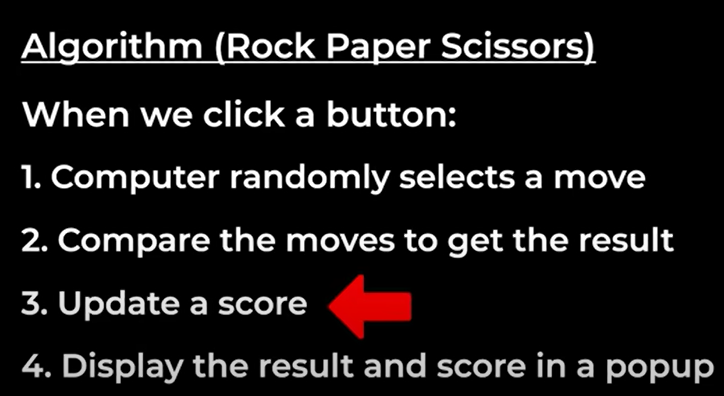 Algorithm (Rock Paper Scissors)
When we click a button:
1. Computer randomly selects a move
2. Compare the moves to get the result
3. Update a score
4. Display the result and score in a popup